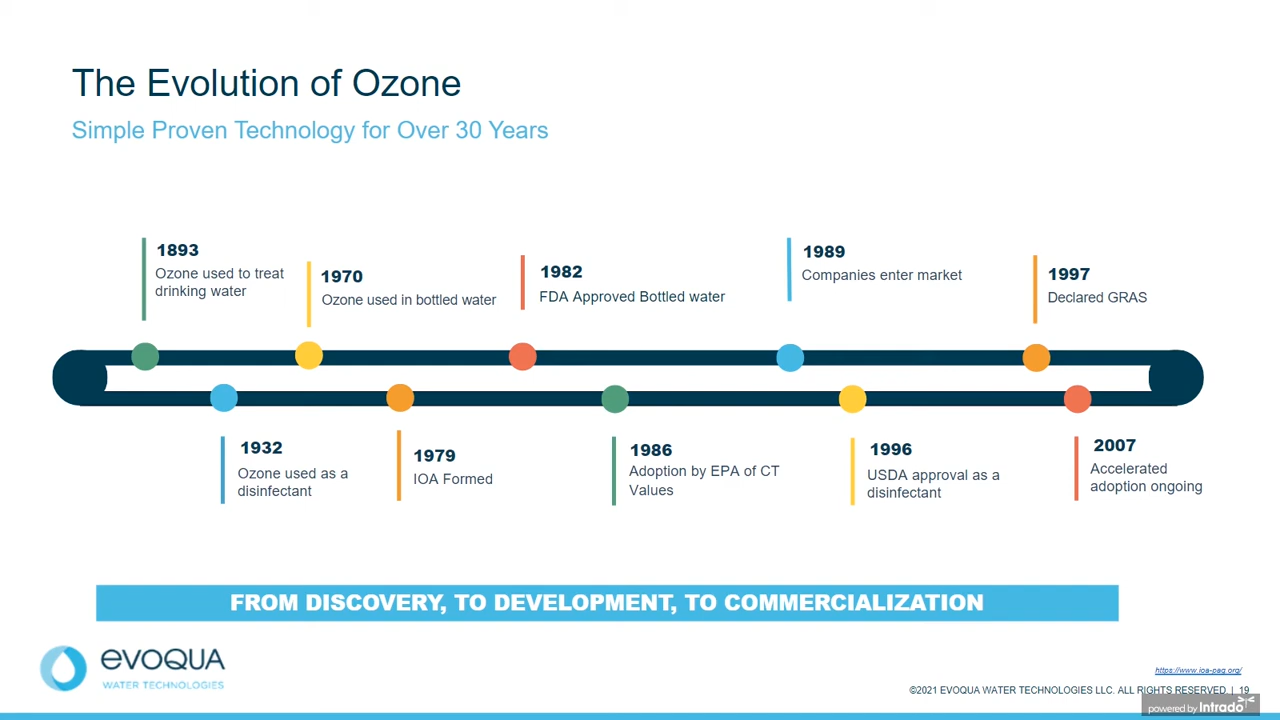 The Evolution of Ozone
Simple Proven Technology for Over 30 Years
1893
Ozone used to treat
drinking water
1970
Ozone used in bottled water
1982
FDA Approved Bottled water
1989
Companies enter market
1997
Declared GRAS
1932
Ozone used as a
disinfectant
1979
IOA Formed
1986
Adoption by EPA of CT
Values
1996
USDA approval as a
disinfectant
2007
Accelerated
adoption ongoing
FROM DISCOVERY, TO DEVELOPMENT, TO COMMERCIALIZATION
evoqua
WATER TECHNOLOGIES
https://www.ioa-pag.org/
©2021 EVOQUA WATER TECHNOLOGIES LLC. ALL RIGHTS RESERVED | 19
powered by Intrado